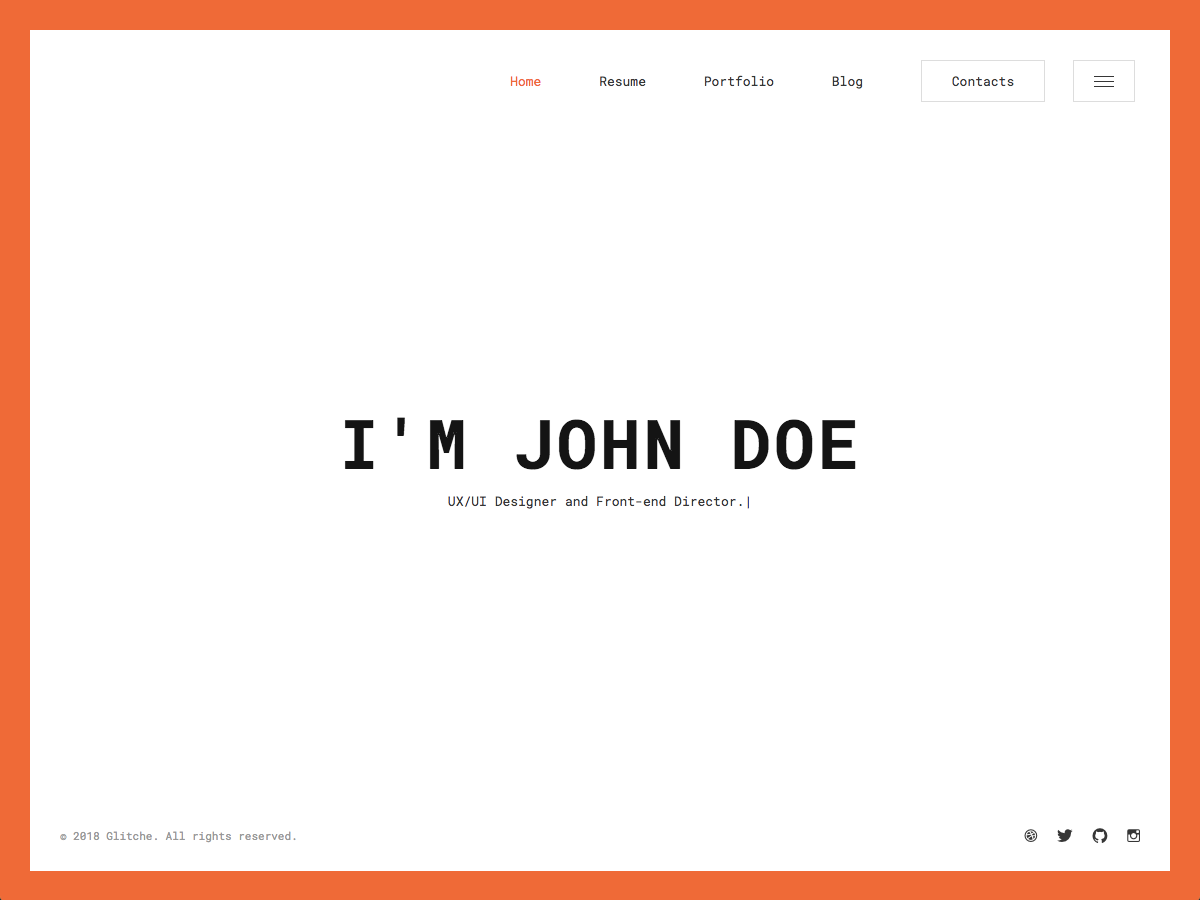 Home Resume Portfolio Blog Contacts
I'M JOHN DOE
UX/UI Designer and Front-end Director.|
© 2018 Glitche. All rights reserved.